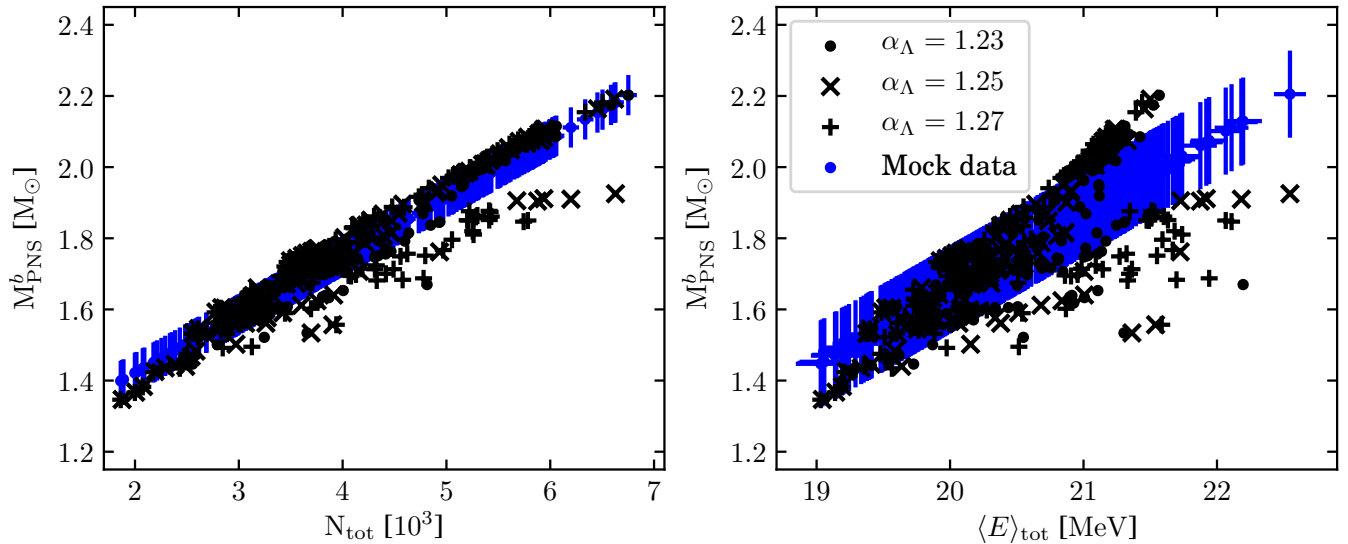 2.4
2.2
2.0
1.8
1.6
1.4
1.2
M^b_PNS [M_⊙]
2 3 4 5 6 7
N_tot [10^3]
2.4
2.2
2.0
1.8
1.6
1.4
1.2
M^b_PNS [M_⊙]
α_Λ = 1.23
α_Λ = 1.25
α_Λ = 1.27
Mock data
19 20 21 22
⟨E⟩_tot [MeV]